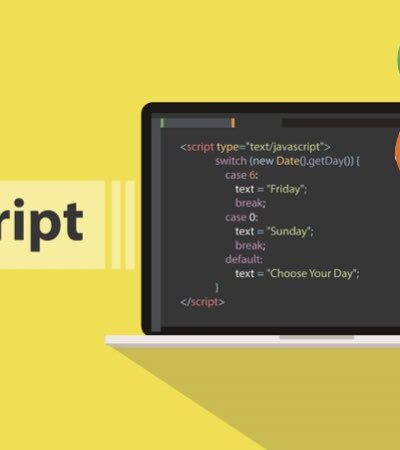 ript
<script type="text/javascript">
switch (new Date().getDay()) {
case 6:
text = "Friday";
break;
case 0:
text = "Sunday";
break;
default:
text = "Choose Your Day";
}
</script>